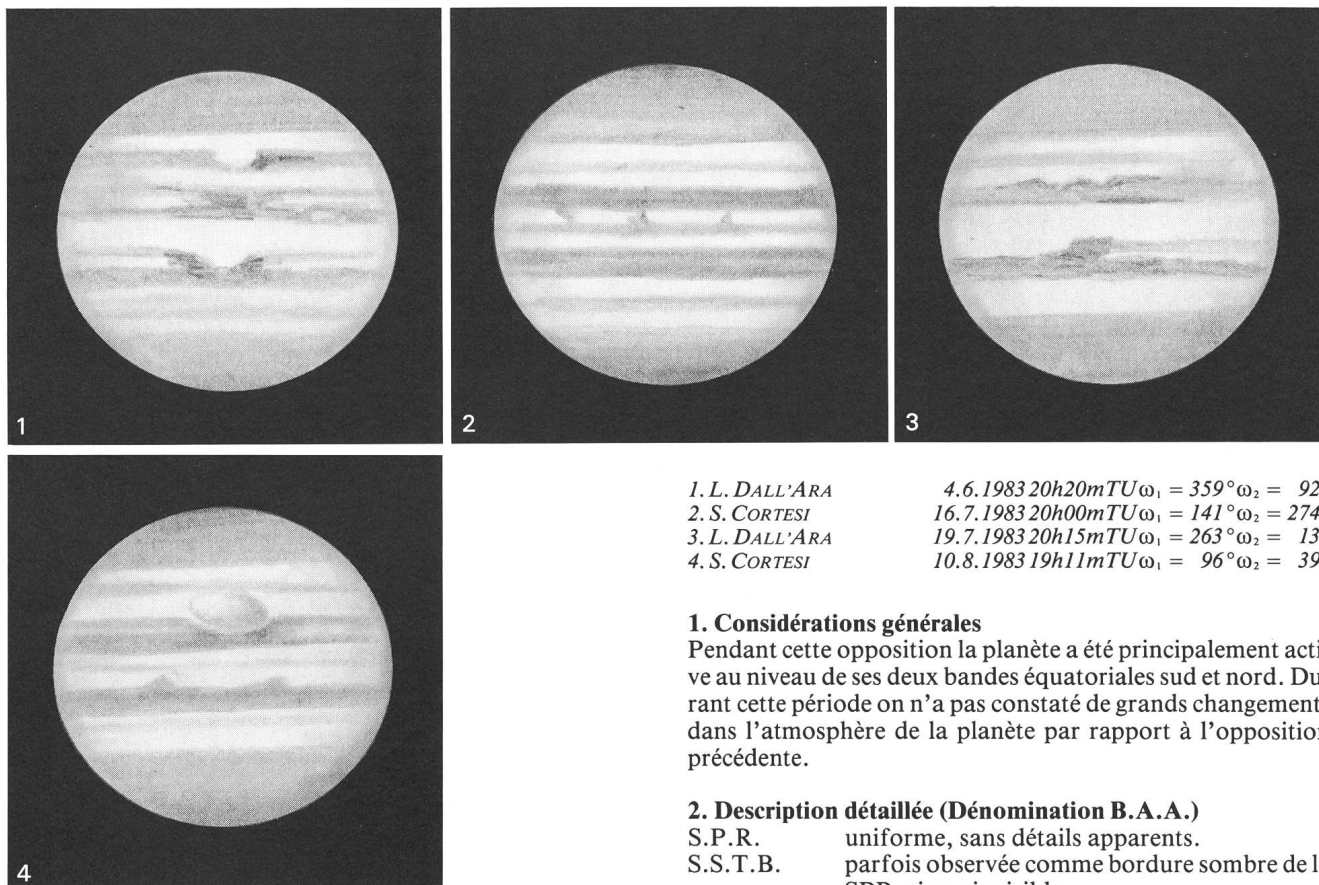 1
2
3
4
1. L. DALL'ARA 4.6.1983 20h20mTU ω₁ = 359° ω₂ = 92
2. S. CORTESI 16.7.1983 20h00mTU ω₁ = 141° ω₂ = 274
3. L. DALL'ARA 19.7.1983 20h15mTU ω₁ = 263° ω₂ = 13
4. S. CORTESI 10.8.1983 19h11mTU ω₁ = 96° ω₂ = 39
1. Considérations générales
Pendant cette opposition la planète a été principalement acti-
ve au niveau de ses deux bandes équatoriales sud et nord. Du-
rant cette période on n'a pas constaté de grands changement
dans l'atmosphère de la planète par rapport à l'opposition
précédente.
2. Description détaillée (Dénomination B.A.A.)
S.P.R. uniforme, sans détails apparents.
S.S.T.B. parfois observée comme bordure sombre de l